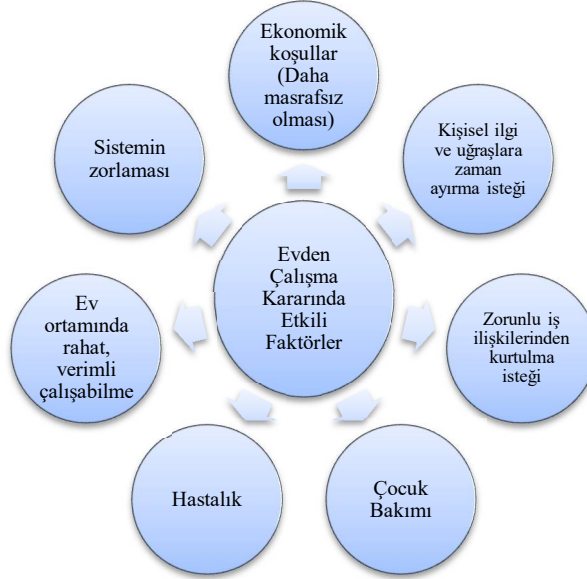 Ekonomik
koşullar
(Daha
masrafsız
olması)
Kişisel ilgi
ve uğraşlara
zaman
ayırma isteği
Zorunlu iş
ilişkilerinden
kurtulma
isteği
Çocuk
Bakımı
Hastalık
Ev
ortamında
rahat,
verimli
çalışabilme
Sistemin
zorlaması
Evden
Çalışma
Kararında
Etkili
Faktörler